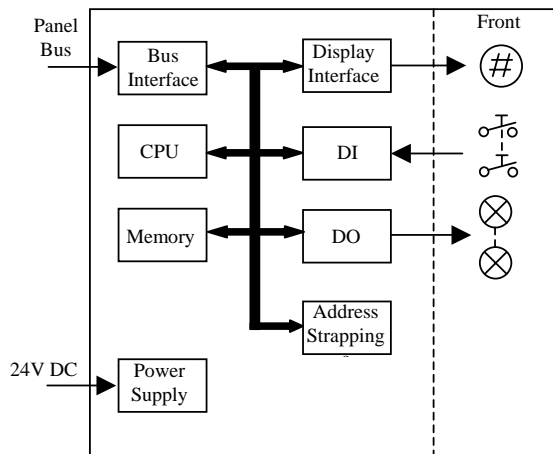 Panel
Bus
Front
Bus
Interface
Display
Interface
#
CPU
DI
Memory
DO
Address
Strapping
24V DC
Power
Supply